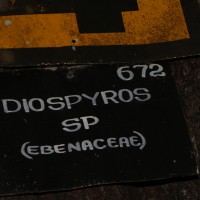 672
DIOSPYROS
SP
(EBENACEAE)